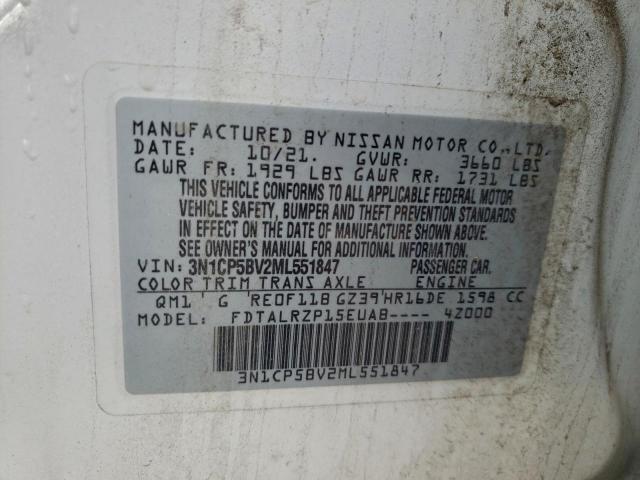 MANUFACTURED BY NISSAN MOTOR CO., LTD.
DATE: 10/21. GVWR: 3660 LBS
GAWR FR: 1929 LBS GAWR RR: 1731 LBS
THIS VEHICLE CONFORMS TO ALL APPLICABLE FEDERAL MOTOR
VEHICLE SAFETY, BUMPER AND THEFT PREVENTION STANDARDS
IN EFFECT ON THE DATE OF MANUFACTURE SHOWN ABOVE.
SEE OWNER'S MANUAL FOR ADDITIONAL INFORMATION.
VIN: 3N1CP5BV2ML551847 PASSENGER CAR.
COLOR TRIM TRANS AXLE ENGINE
QM1 G RE0F11B GZ39 HR16DE 1598 CC
MODEL: FDTALRZP15EUAB---- 4Z000
3N1CP5BV2ML551847